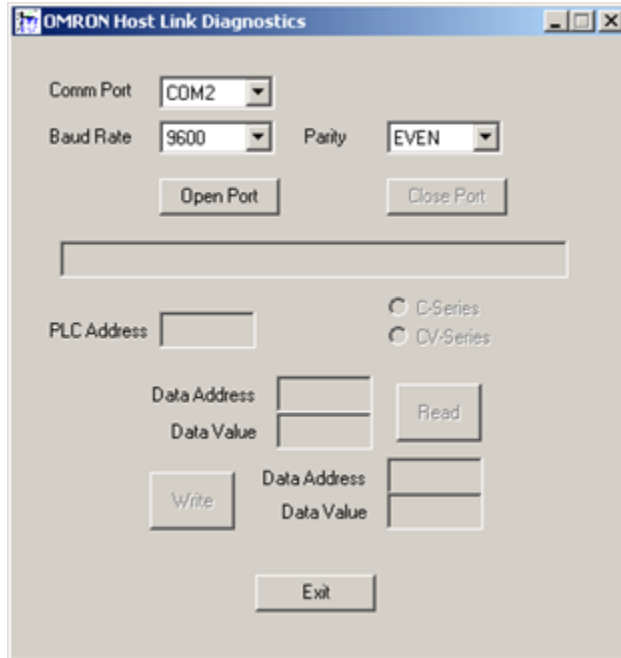 OMRON Host Link Diagnostics
Comm Port COM2
Baud Rate 9600 Parity EVEN
Open Port Close Port
C-Series
PLC Address CV-Series
Data Address
Data Value Read
Data Address
Write Data Value
Exit